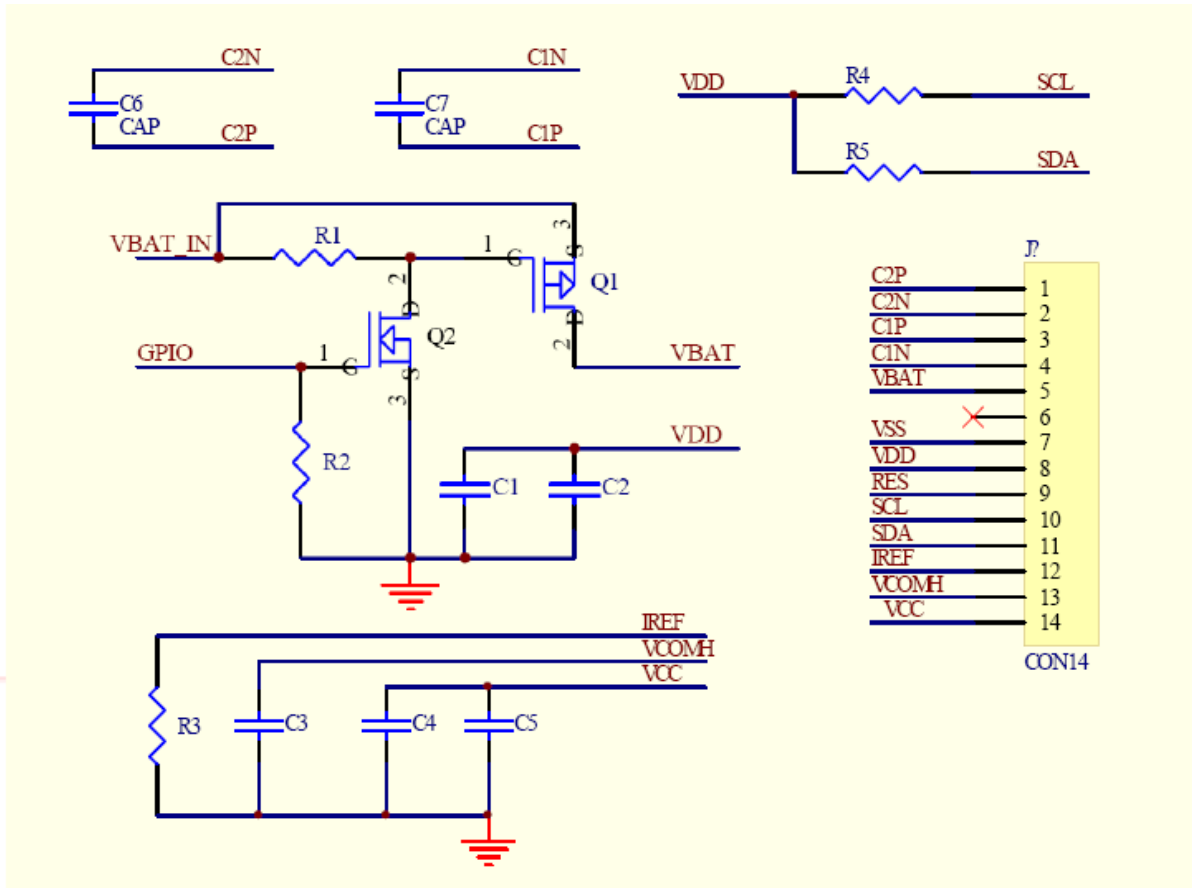 C2N
C6
CAP
C2P
C1N
C7
CAP
C1P
VDD
R4
SCL
R5
SDA
VBAT_IN
R1
1
G
3
S
Q1
D
2
VBAT
2
D
Q2
GPIO
1
G
S
3
R2
VDD
C1
C2
J?
C2P 1
C2N 2
C1P 3
C1N 4
VBAT 5
6
VSS 7
VDD 8
RES 9
SCL 10
SDA 11
IREF 12
VCOMH 13
VCC 14
CON14
IREF
VCOMH
VCC
R3
C3
C4
C5